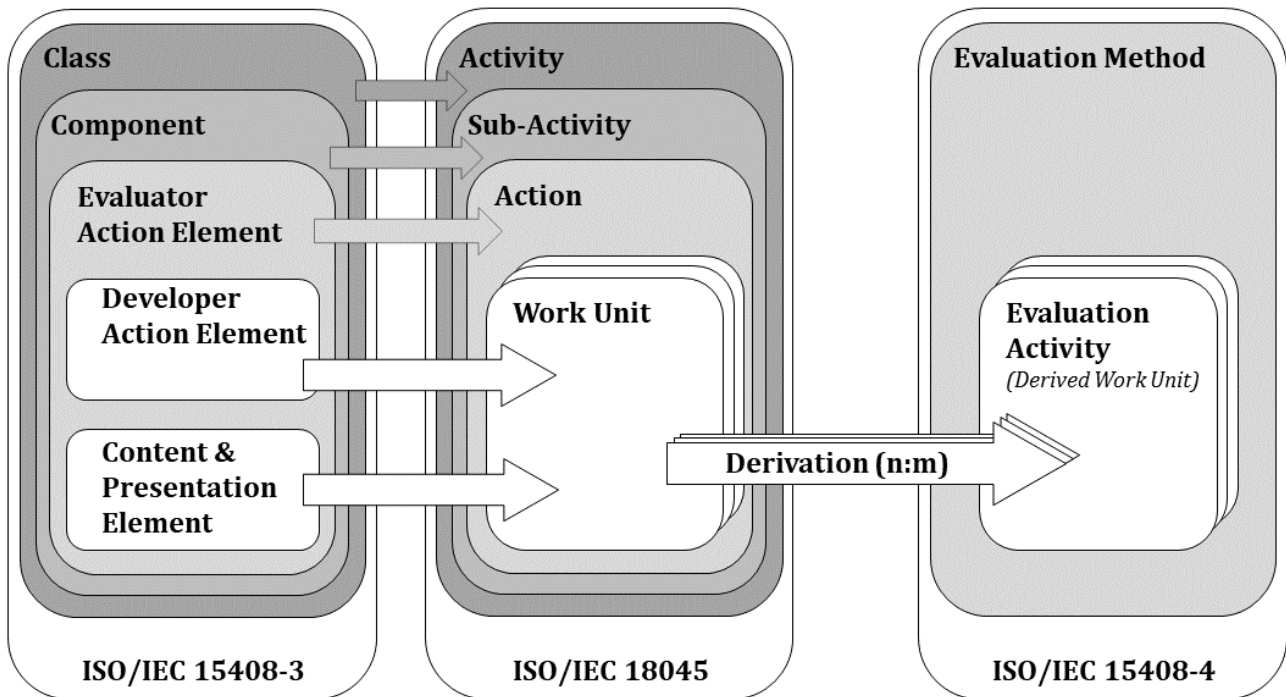 Class
Component
Evaluator
Action Element
Developer
Action Element
Content &
Presentation
Element
ISO/IEC 15408-3
Activity
Sub-Activity
Action
Work Unit
ISO/IEC 18045
Derivation (n:m)
Evaluation Method
Evaluation
Activity
(Derived Work Unit)
ISO/IEC 15408-4